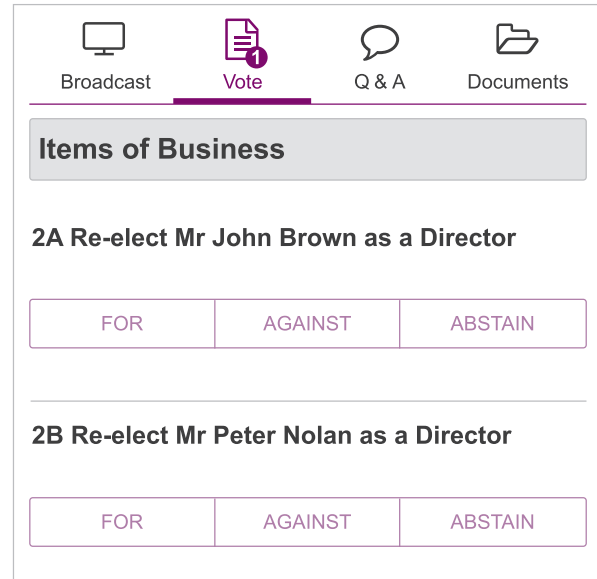 1
Broadcast Vote Q & A Documents
Items of Business
2A Re-elect Mr John Brown as a Director
FOR AGAINST ABSTAIN
2B Re-elect Mr Peter Nolan as a Director
FOR AGAINST ABSTAIN